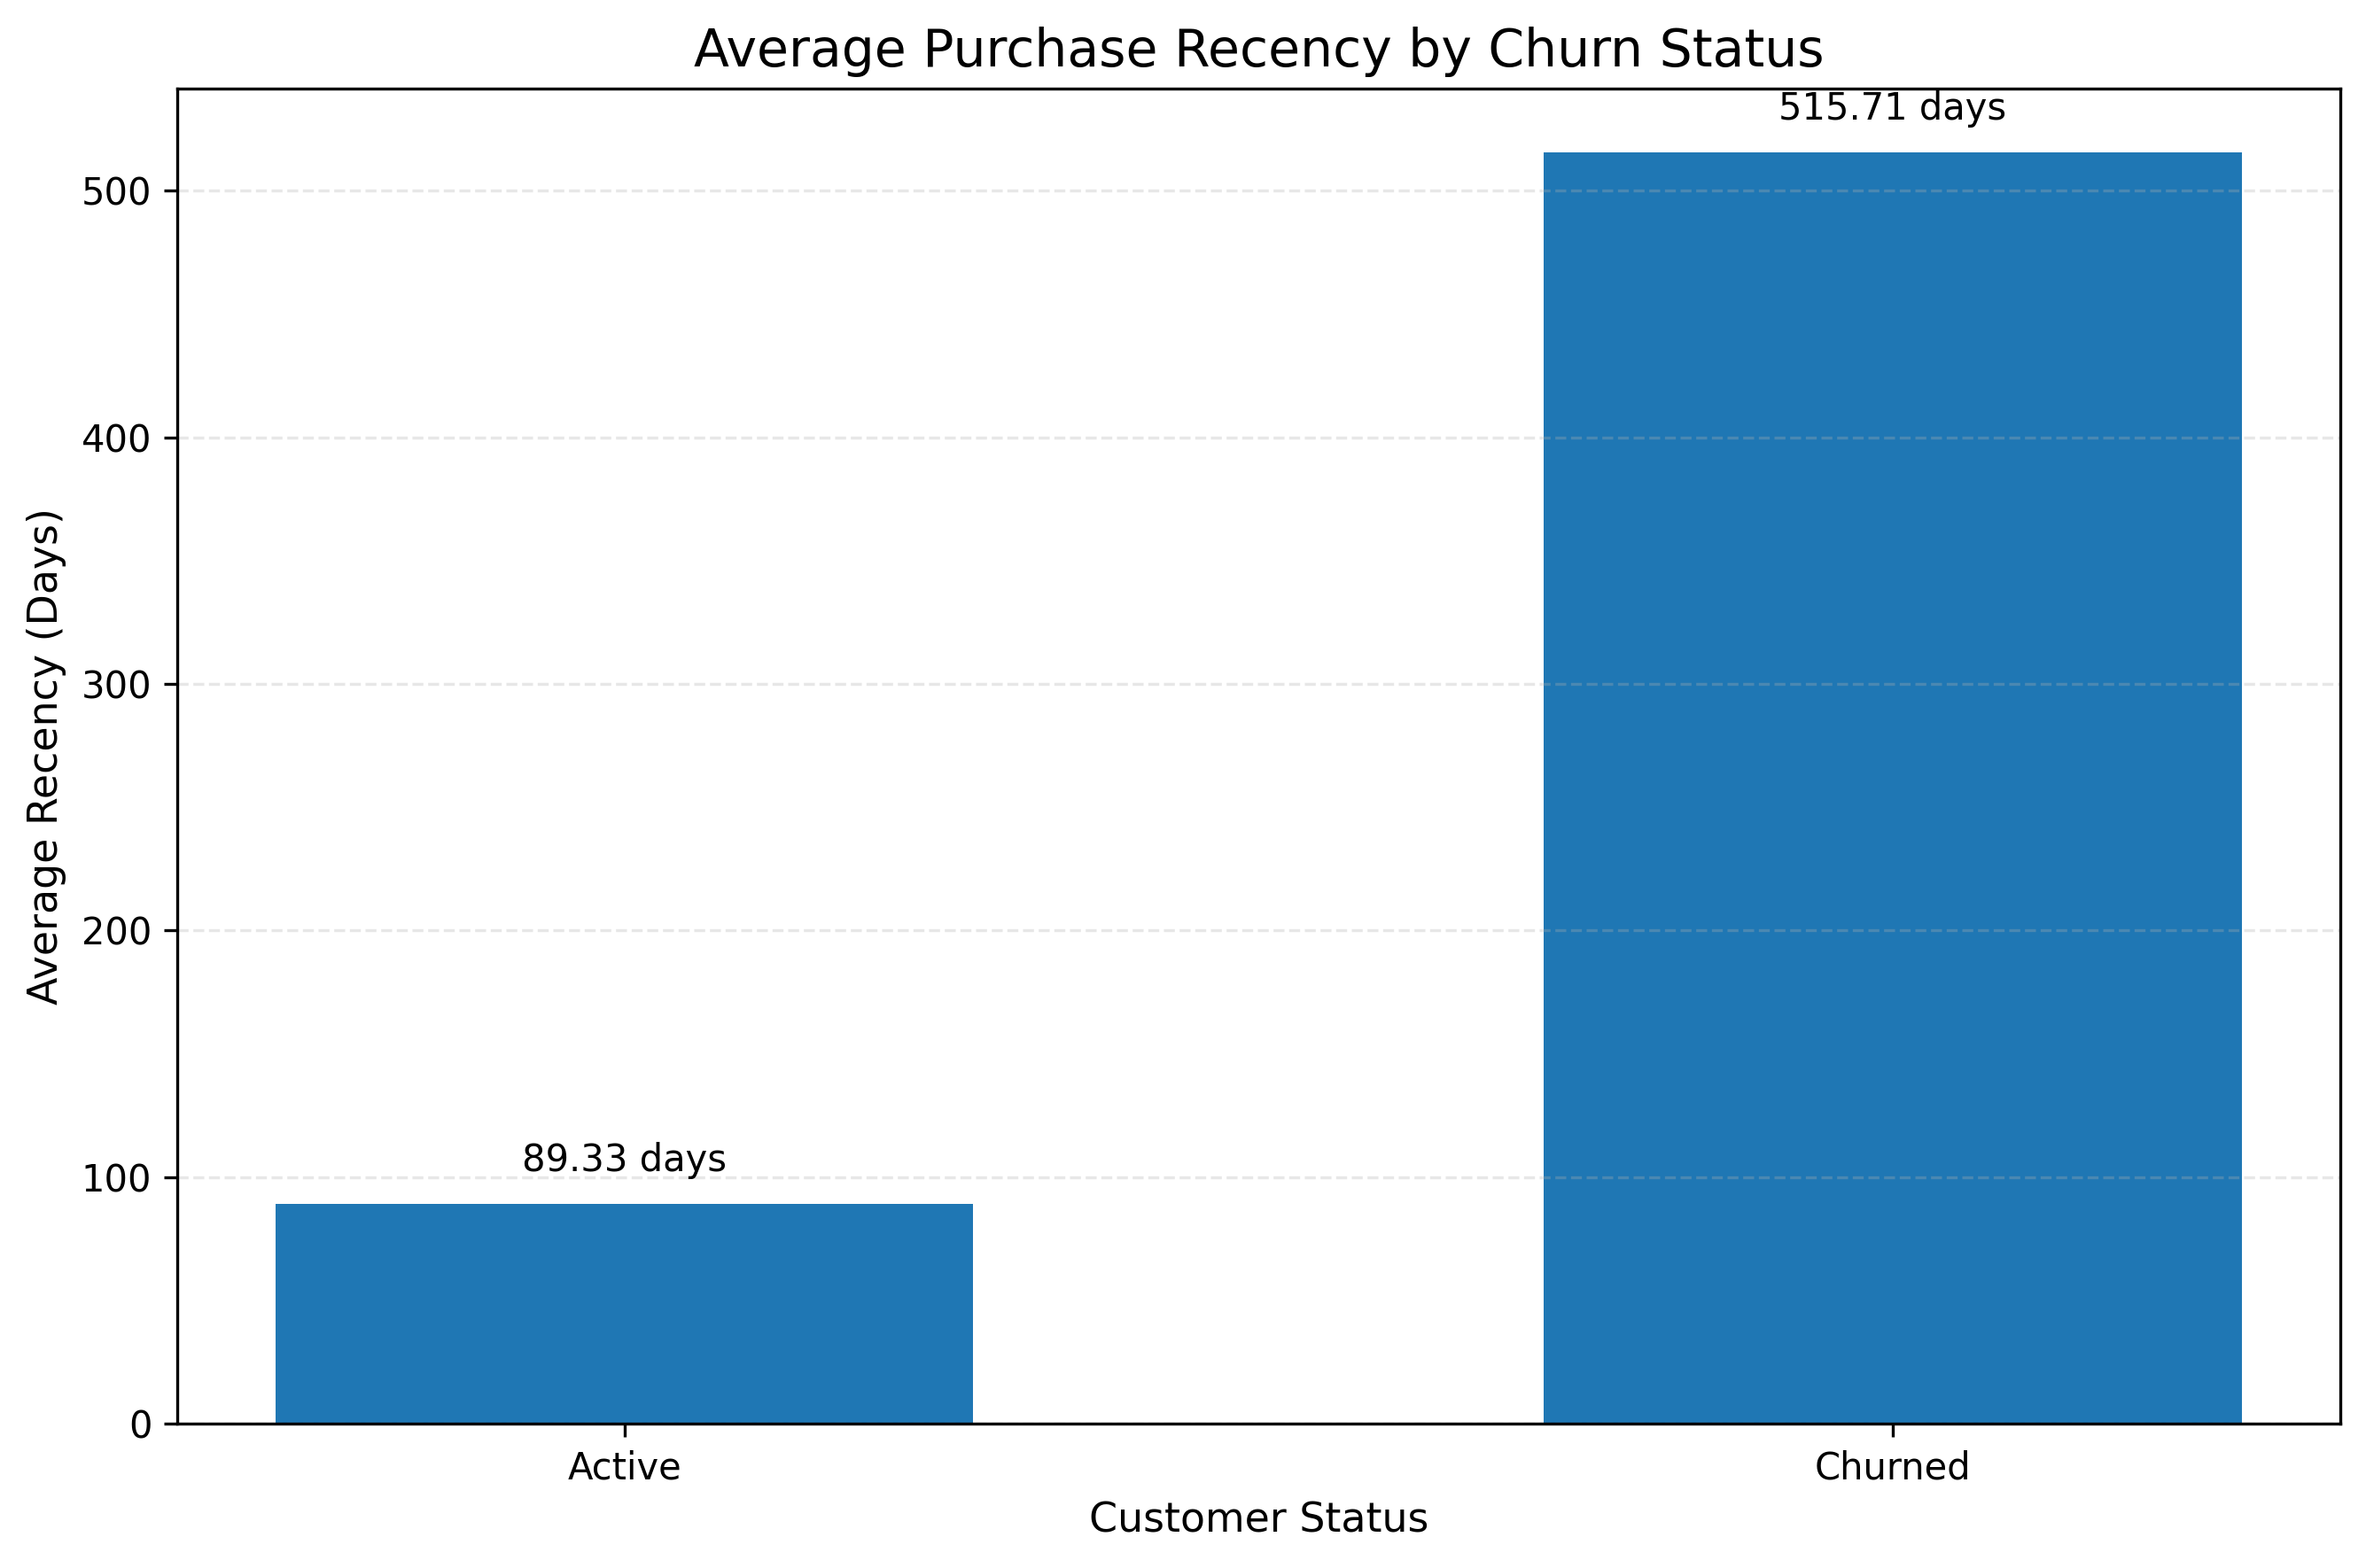 Average Purchase Recency by Churn Status
515.71 days
500
400
300
200
100
0
Average Recency (Days)
89.33 days
Active
Churned
Customer Status